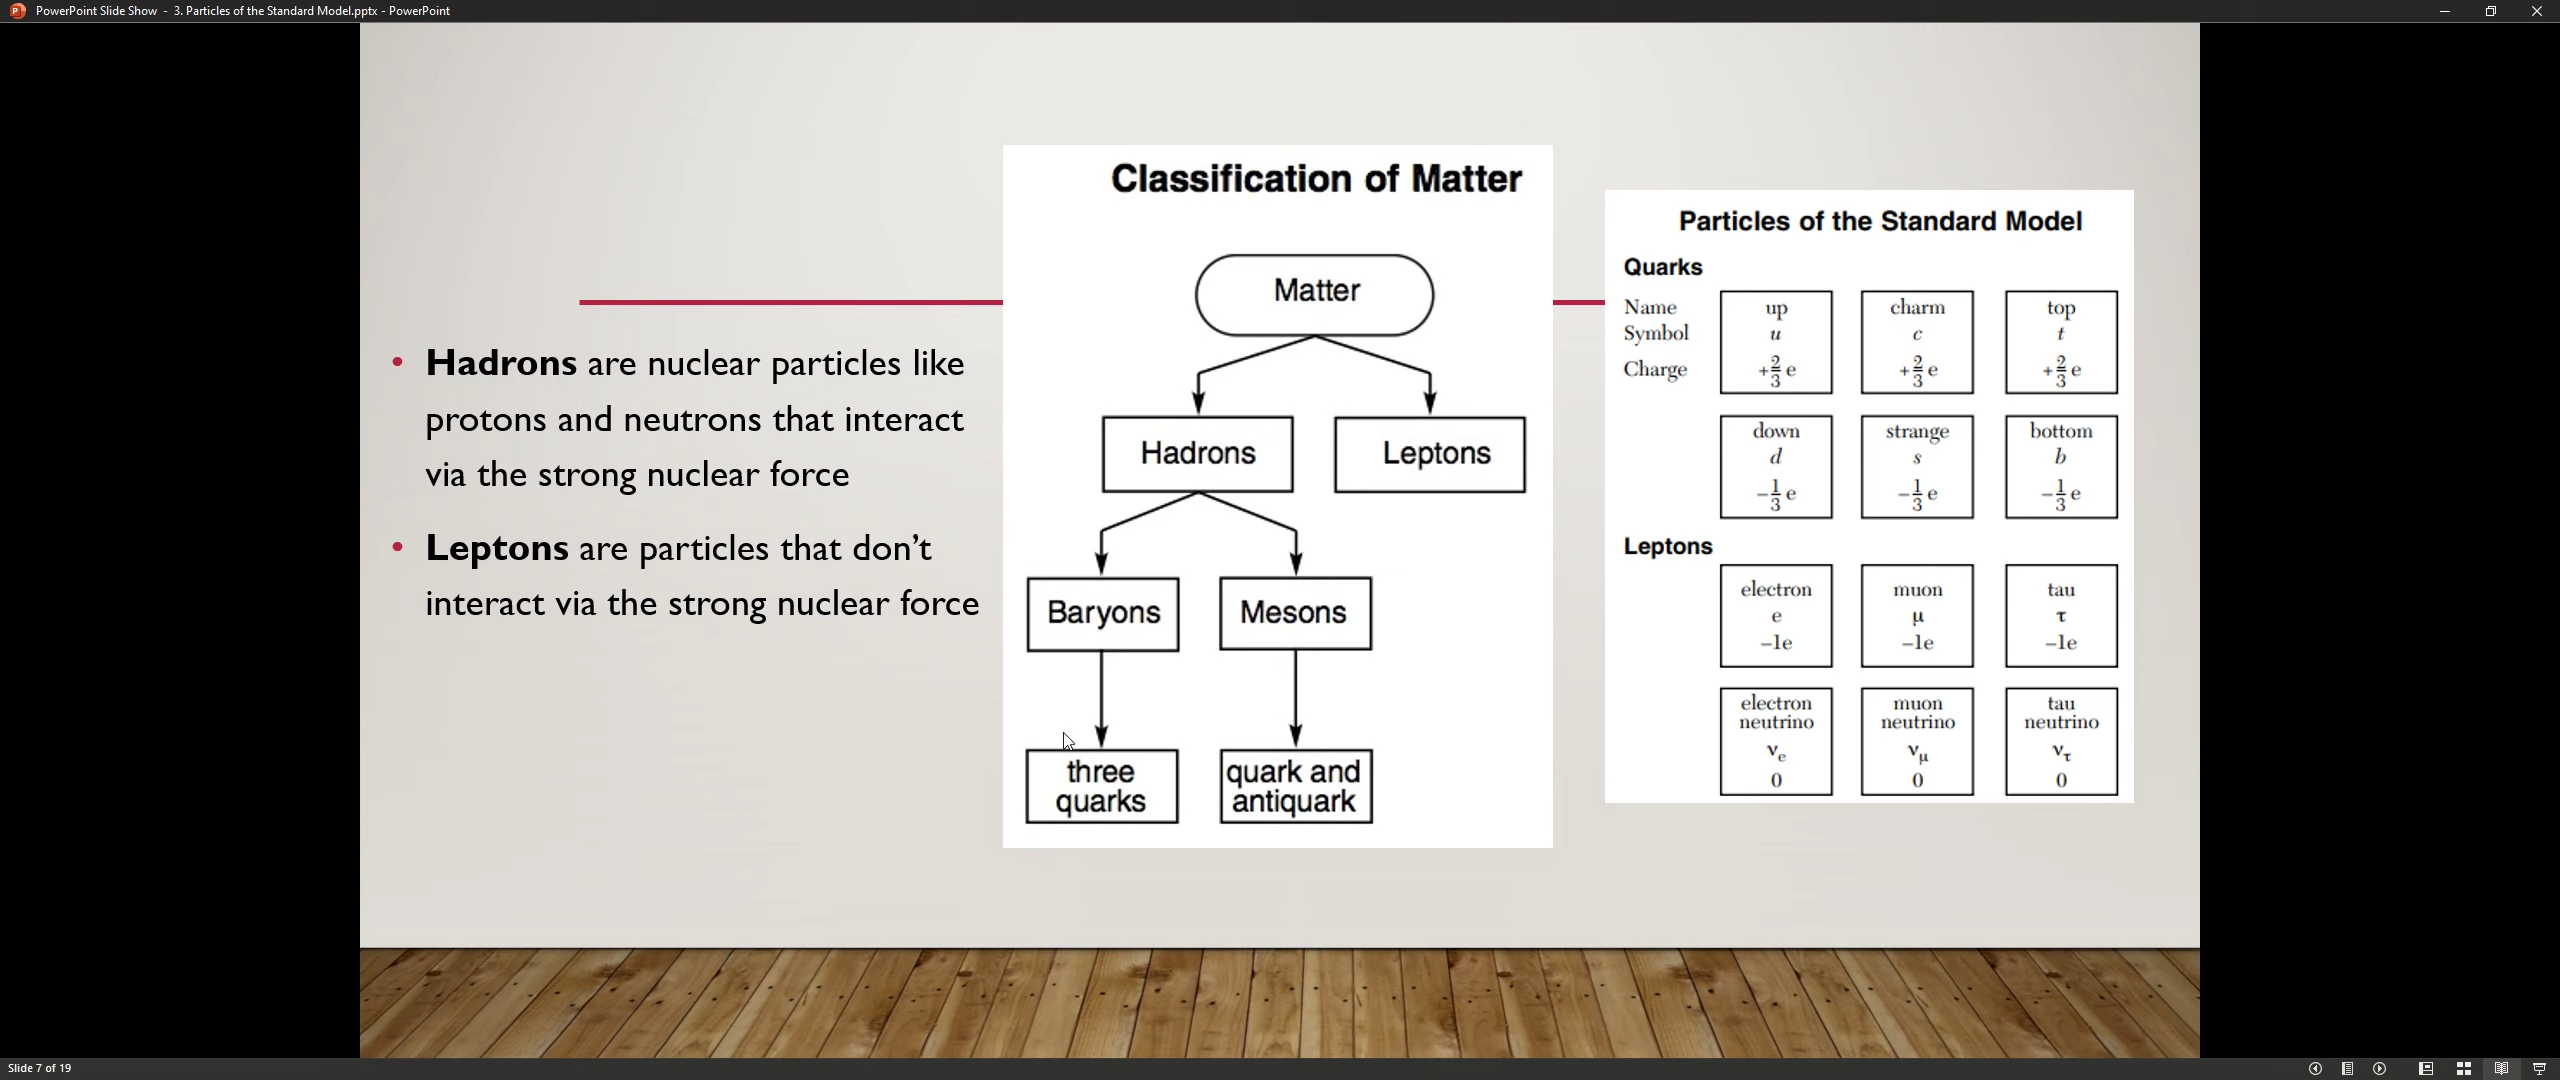 PowerPoint Slide Show - 3. Particles of the Standard Model.pptx - PowerPoint
• Hadrons are nuclear particles like
protons and neutrons that interact
via the strong nuclear force
• Leptons are particles that don’t
interact via the strong nuclear force
Classification of Matter
Matter
Hadrons Leptons
Baryons Mesons
three quarks
quark and antiquark
Particles of the Standard Model
Quarks
Name up charm top
Symbol u c t
Charge +2/3 e +2/3 e +2/3 e
down strange bottom
d s b
-1/3 e -1/3 e -1/3 e
Leptons
electron muon tau
e μ τ
–1e –1e –1e
electron neutrino muon neutrino tau neutrino
νe νμ ντ
0 0 0
Slide 7 of 19